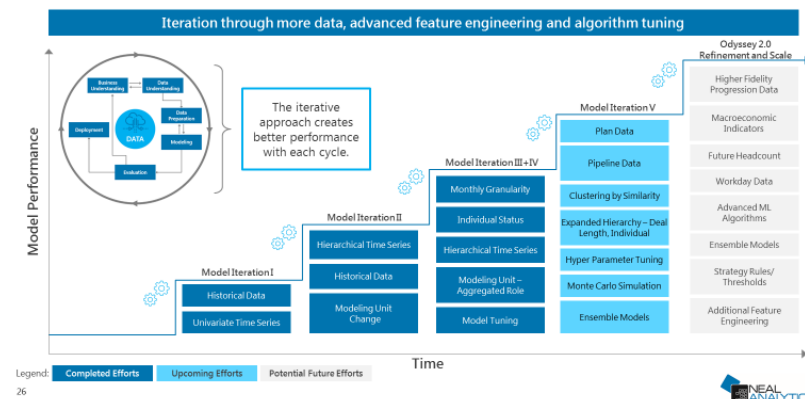 Iteration through more data, advanced feature engineering and algorithm tuning
Odyssey 2.0
Refinement and Scale
Business
Understanding
Data
Understanding
Data
Preparation
Deployment
DATA
Modeling
Evaluation
The iterative
approach creates
better performance
with each cycle.
Model Performance
Model Iteration I
Historical Data
Univariate Time Series
Model Iteration II
Hierarchical Time Series
Historical Data
Modeling Unit
Change
Model Iteration III+IV
Monthly Granularity
Individual Status
Hierarchical Time Series
Modeling Unit –
Aggregated Role
Model Tuning
Model Iteration V
Plan Data
Pipeline Data
Clustering by Similarity
Expanded Hierarchy – Deal
Length, Individual
Hyper Parameter Tuning
Monte Carlo Simulation
Ensemble Models
Higher Fidelity
Progression Data
Macroeconomic
Indicators
Future Headcount
Workday Data
Advanced ML
Algorithms
Ensemble Models
Strategy Rules/
Thresholds
Additional Feature
Engineering
Time
Legend:
Completed Efforts
Upcoming Efforts
Potential Future Efforts
26
NEAL
ANALYTIC